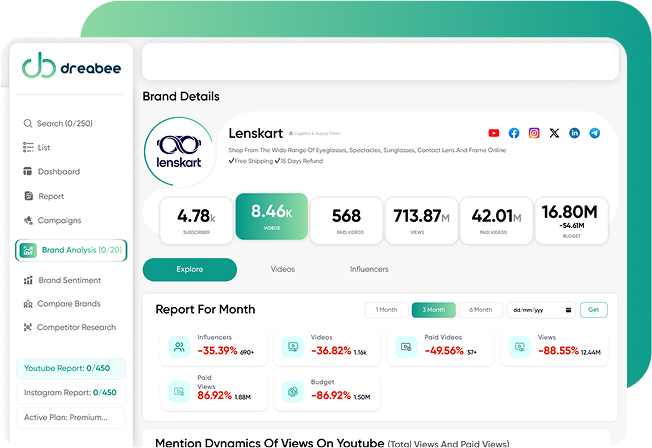 dreabee
Search (0/250)
List
Dashbaord
Report
Campaigns
Brand Analysis (0/20)
Brand Sentiment
Compare Brands
Competitor Research
Youtube Report: 0/450
Instagram Report: 0/450
Active Plan: Premium...
Brand Details
lenskart
Lenskart Logistics & Supply Chain
Shop From The Wide Range Of Eyeglasses, Spectacles, Sunglasses, Contact Lens And Frame Online
✓Free Shipping ✓15 Days Refund
4.78K
SUBSCRIBER
8.46K
VIDEOS
568
PAID VIDEOS
713.87M
VIEWS
42.01M
PAID VIDEOS
16.80M
-54.61M
BUDGET
Explore Videos Influencers
Report For Month
1 Month 3 Month 6 Month dd/mm/yyy Get
Influencers
-35.39% 690+
Videos
-36.82% 1.16k
Paid Videos
-49.56% 57+
Views
-88.55% 12.44M
Paid
Views
86.92% 1.88M
Budget
-86.92% 1.50M
Mention Dynamics Of Views On Youtube (Total Views And Paid Views)